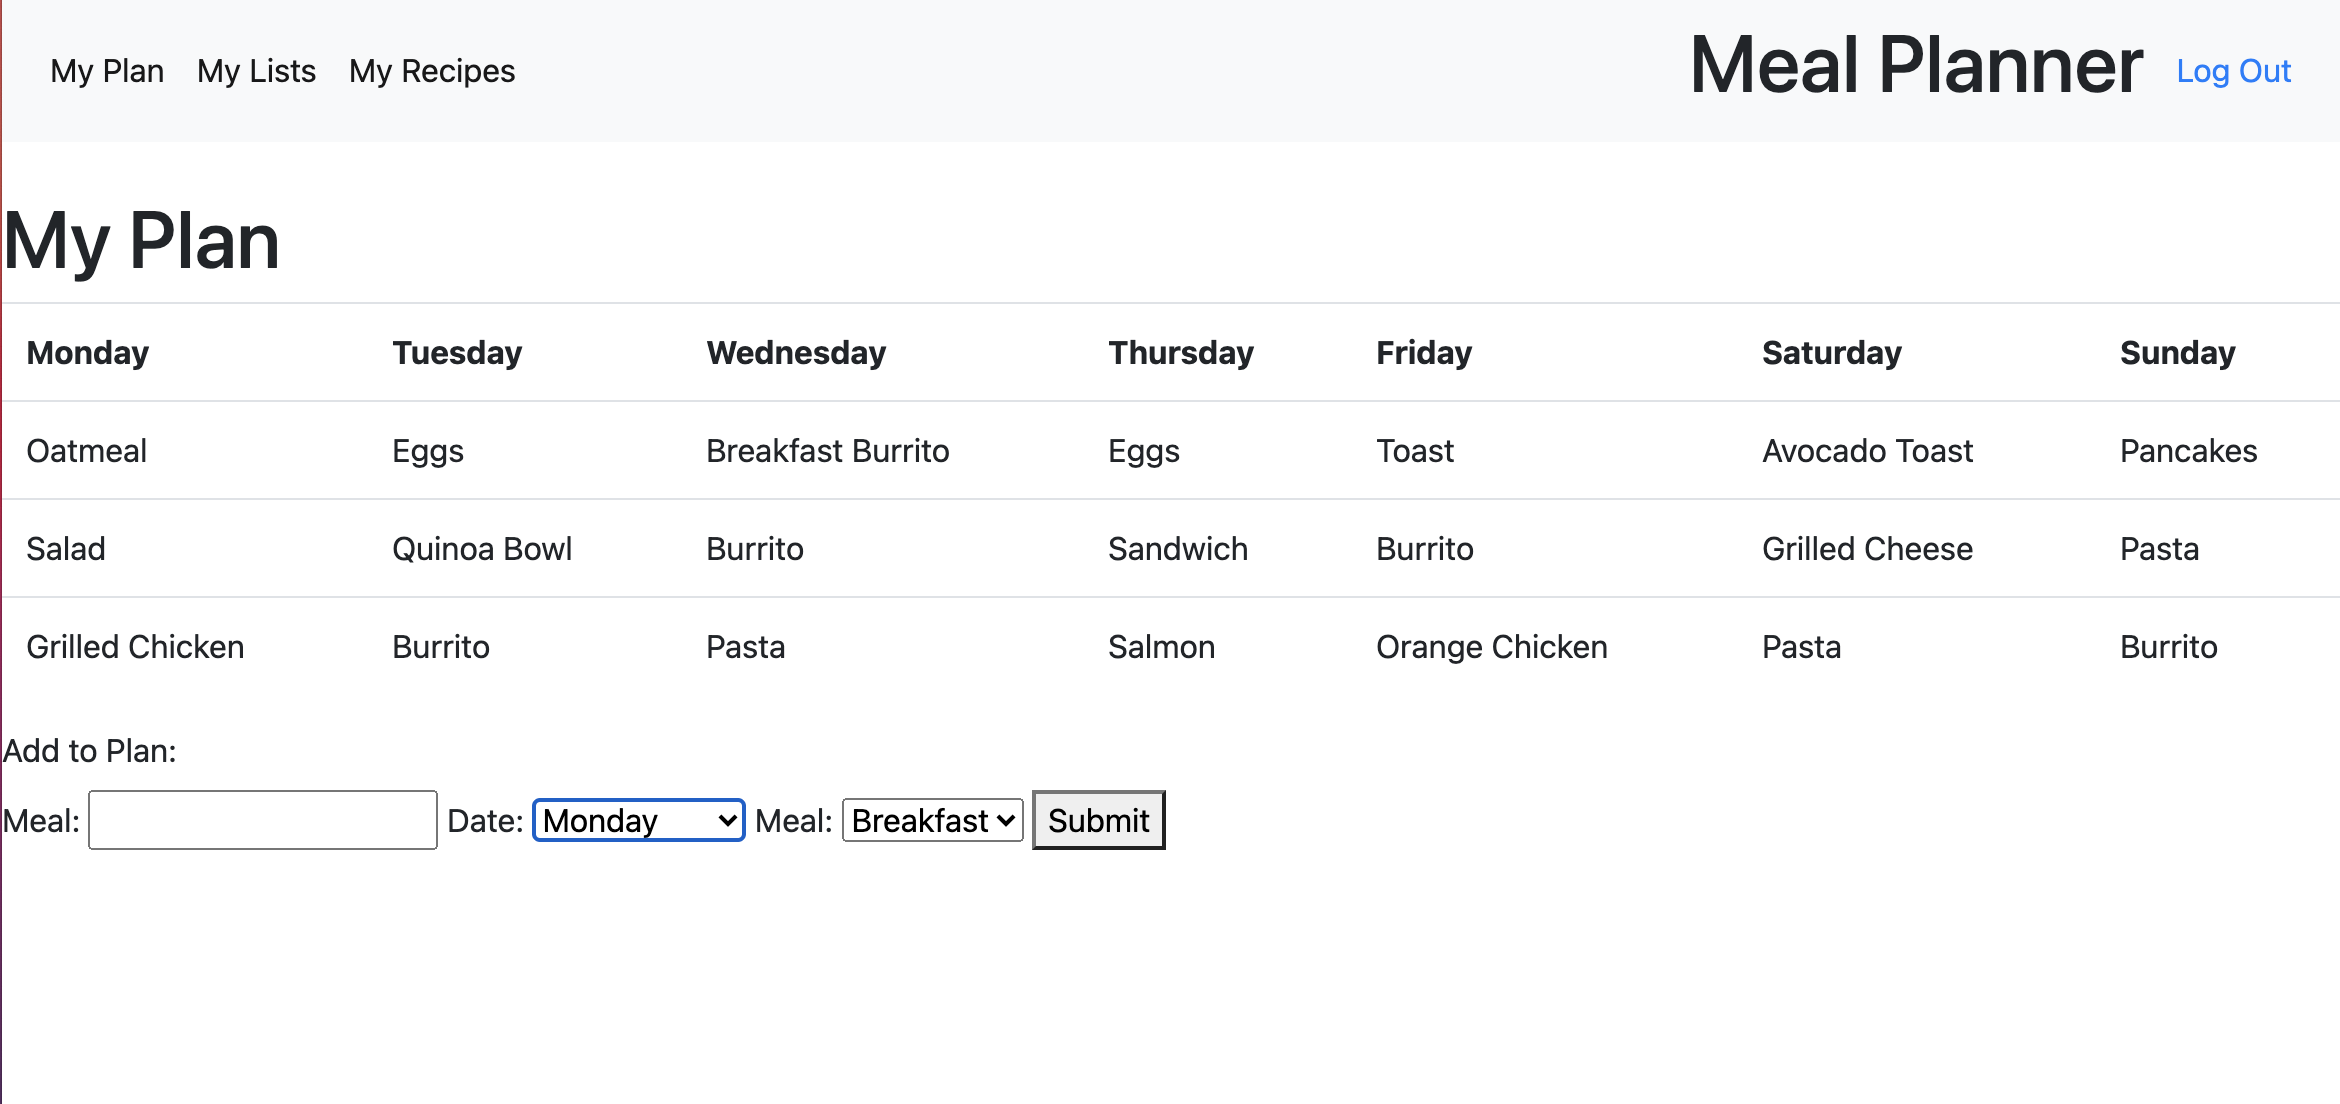 My Plan My Lists My Recipes Meal Planner Log Out
My Plan
Monday Tuesday Wednesday Thursday Friday Saturday Sunday
Oatmeal Eggs Breakfast Burrito Eggs Toast Avocado Toast Pancakes
Salad Quinoa Bowl Burrito Sandwich Burrito Grilled Cheese Pasta
Grilled Chicken Burrito Pasta Salmon Orange Chicken Pasta Burrito
Add to Plan:
Meal: Date: Monday Meal: Breakfast Submit